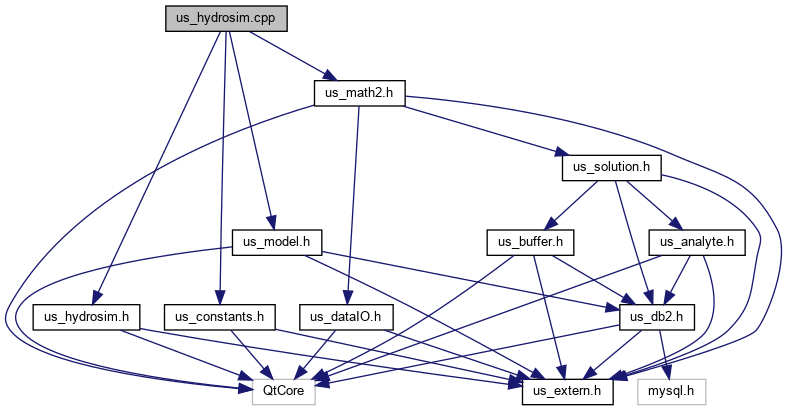 us_hydrosim.cpp
us_math2.h
us_solution.h
us_model.h
us_buffer.h
us_analyte.h
us_hydrosim.h
us_constants.h
us_dataIO.h
us_db2.h
QtCore
us_extern.h
mysql.h